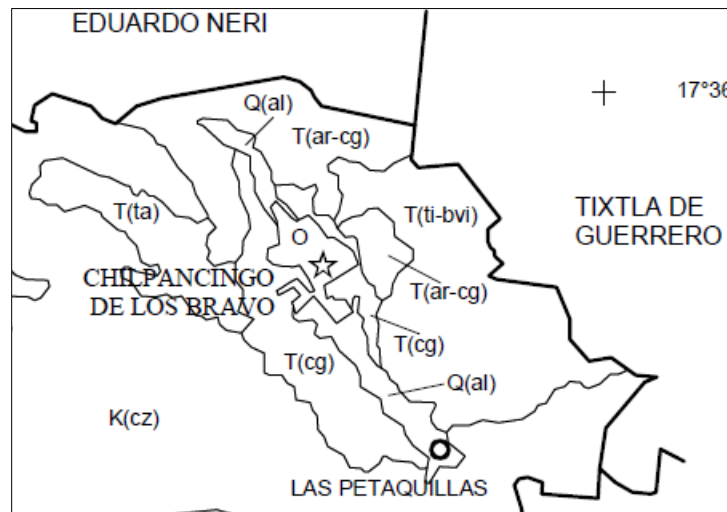 EDUARDO NERI
Q(al)
17°36
T(ar-cg)
T(ta)
T(ti-bvi)
TIXTLA DE
GUERRERO
O
CHILPANCINGO
DE LOS BRAVO
T(ar-cg)
T(cg)
T(cg)
Q(al)
K(cz)
LAS PETAQUILLAS